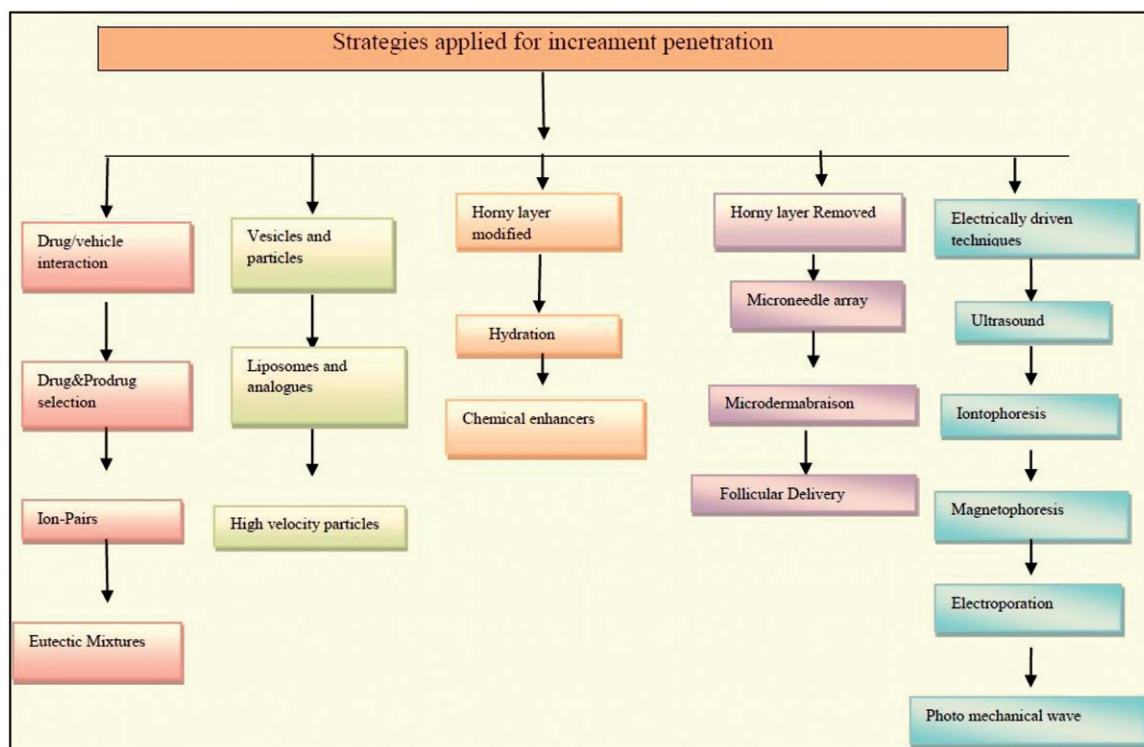 Strategies applied for increament penetration
Drug/vehicle
interaction
Drug&Prodrug
selection
Ion-Pairs
Eutectic Mixtures
Vesicles and
particles
Liposomes and
analogues
High velocity particles
Horny layer
modified
Hydration
Chemical enhancers
Horny layer Removed
Microneedle array
Microdermabraison
Follicular Delivery
Electrically driven
techniques
Ultrasound
Iontophoresis
Magnetophoresis
Electroporation
Photo mechanical wave